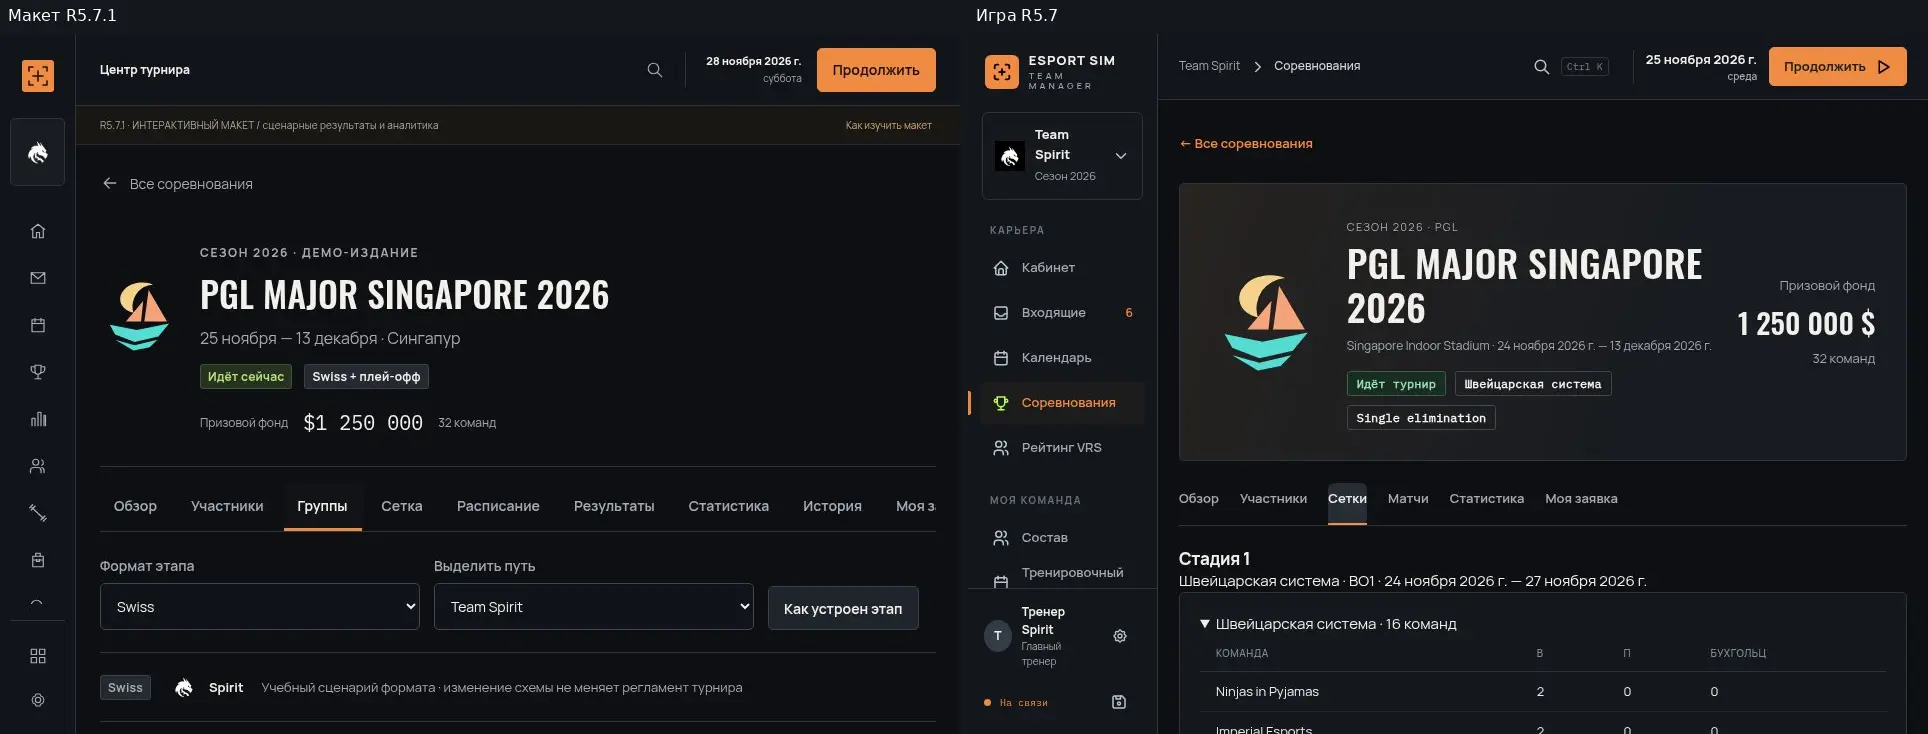 Макет R5.7.1
Центр турнира
28 ноября 2026 г.
суббота
Продолжить
R5.7.1 · ИНТЕРАКТИВНЫЙ МАКЕТ / сценарные результаты и аналитика
Как изучить макет
← Все соревнования
СЕЗОН 2026 · ДЕМО-ИЗДАНИЕ
PGL MAJOR SINGAPORE 2026
25 ноября — 13 декабря · Сингапур
Идёт сейчас
Swiss + плей-офф
Призовой фонд $1 250 000 32 команд
Обзор Участники Группы Сетка Расписание Результаты Статистика История Моя за
Формат этапа
Выделить путь
Swiss
Team Spirit
Как устроен этап
Swiss
Spirit
Учебный сценарий формата · изменение схемы не меняет регламент турнира
Игра R5.7
ESPORT SIM
TEAM
MANAGER
Team
Spirit
Сезон 2026
КАРЬЕРА
Кабинет
Входящие 6
Календарь
Соревнования
Рейтинг VRS
МОЯ КОМАНДА
Состав
Тренировочный
T
Тренер
Spirit
Главный
тренер
На связи
Team Spirit > Соревнования
Ctrl K
25 ноября 2026 г.
среда
Продолжить
← Все соревнования
СЕЗОН 2026 · PGL
PGL MAJOR SINGAPORE
2026
Singapore Indoor Stadium · 24 ноября 2026 г. — 13 декабря 2026 г.
Идёт турнир
Швейцарская система
Single elimination
Призовой фонд
1 250 000 $
32 команд
Обзор Участники Сетки Матчи Статистика Моя заявка
Стадия 1
Швейцарская система · BO1 · 24 ноября 2026 г. — 27 ноября 2026 г.
▼ Швейцарская система · 16 команд
КОМАНДА В П БУХГОЛЬЦ
Ninjas in Pyjamas 2 0 0
Imperial Esports 2 0 0